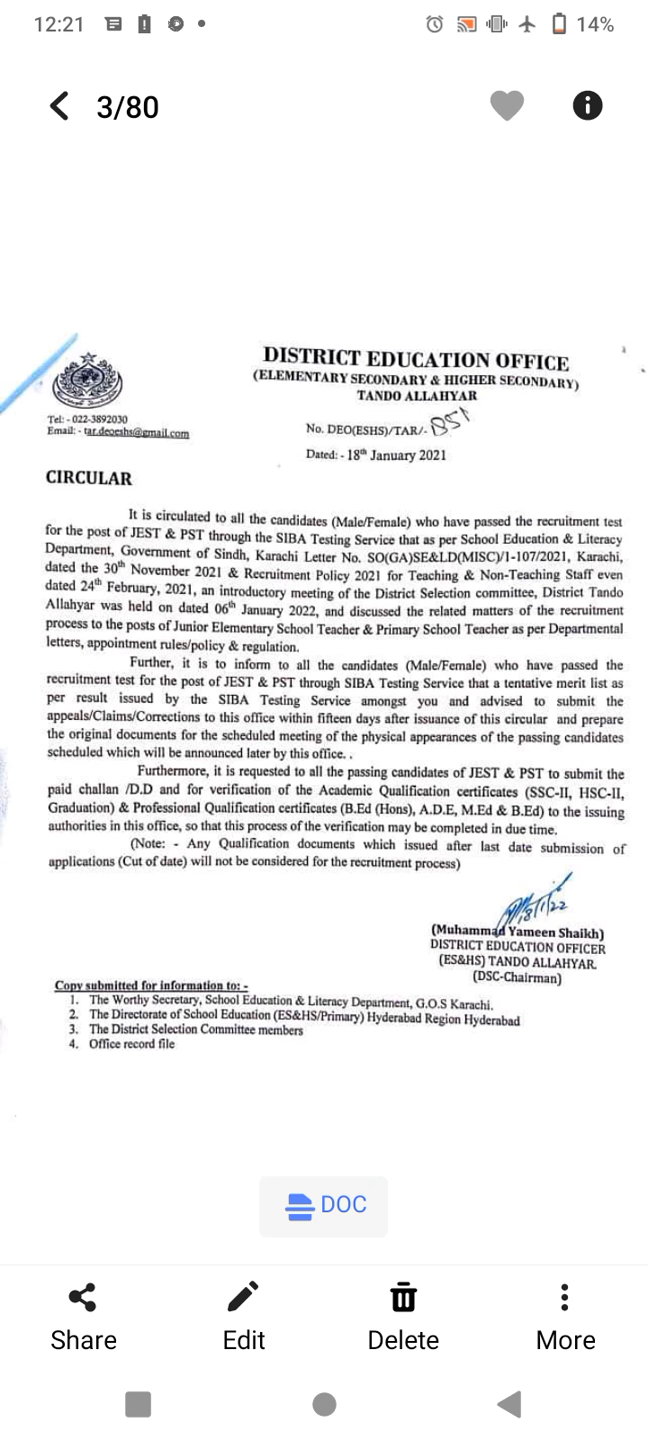 12:21
14%
3/80
DISTRICT EDUCATION OFFICE
(ELEMENTARY SECONDARY & HIGHER SECONDARY)
TANDO ALLAHYAR
Tel: - 022-3892030
Email: - tar.deoeshs@gmail.com
No. DEO(ESHS)/TAR/- 851
Dated: - 18th January 2021
CIRCULAR
It is circulated to all the candidates (Male/Female) who have passed the recruitment test
for the post of JEST & PST through the SIBA Testing Service that as per School Education & Literacy
Department, Government of Sindh, Karachi Letter No. SO(GA)SE&LD(MISC)/1-107/2021, Karachi,
dated the 30th November 2021 & Recruitment Policy 2021 for Teaching & Non-Teaching Staff even
dated 24th February, 2021, an introductory meeting of the District Selection committee, District Tando
Allahyar was held on dated 06th January 2022, and discussed the related matters of the recruitment
process to the posts of Junior Elementary School Teacher & Primary School Teacher as per Departmental
letters, appointment rules/policy & regulation.
Further, it is to inform to all the candidates (Male/Female) who have passed the
recruitment test for the post of JEST & PST through SIBA Testing Service that a tentative merit list as
per result issued by the SIBA Testing Service amongst you and advised to submit the
appeals/Claims/Corrections to this office within fifteen days after issuance of this circular and prepare
the original documents for the scheduled meeting of the physical appearances of the passing candidates
scheduled which will be announced later by this office. .
Furthermore, it is requested to all the passing candidates of JEST & PST to submit the
paid challan /D.D and for verification of the Academic Qualification certificates (SSC-II, HSC-II,
Graduation) & Professional Qualification certificates (B.Ed (Hons), A.D.E, M.Ed & B.Ed) to the issuing
authorities in this office, so that this process of the verification may be completed in due time.
(Note: - Any Qualification documents which issued after last date submission of
applications (Cut of date) will not be considered for the recruitment process)
18/1/22
(Muhammad Yameen Shaikh)
DISTRICT EDUCATION OFFICER
(ES&HS) TANDO ALLAHYAR
(DSC-Chairman)
Copy submitted for information to: -
1. The Worthy Secretary, School Education & Literacy Department, G.O.S Karachi.
2. The Directorate of School Education (ES&HS/Primary) Hyderabad Region Hyderabad
3. The District Selection Committee members
4. Office record file
DOC
Share Edit Delete More